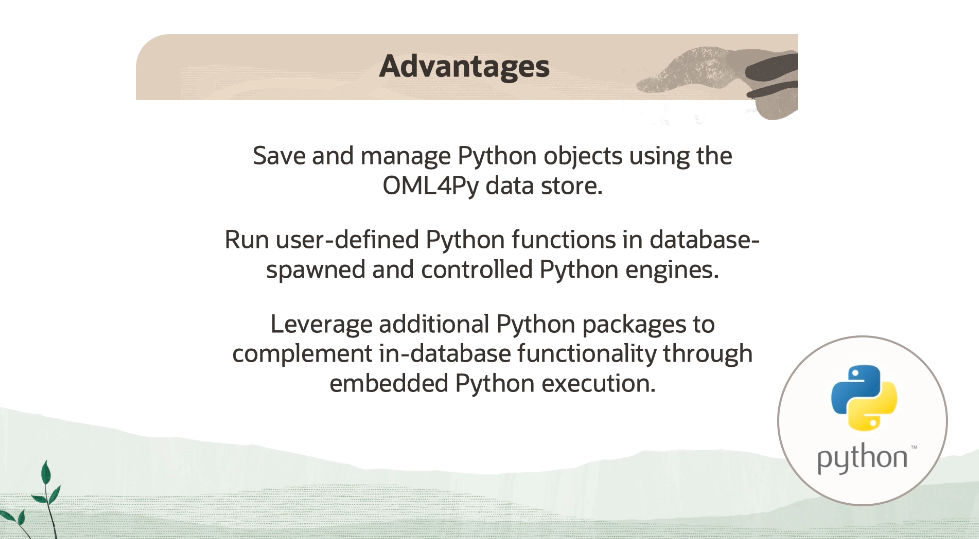 Advantages
Save and manage Python objects using the
OML4Py data store.
Run user-defined Python functions in database-
spawned and controlled Python engines.
Leverage additional Python packages to
complement in-database functionality through
embedded Python execution.
python™